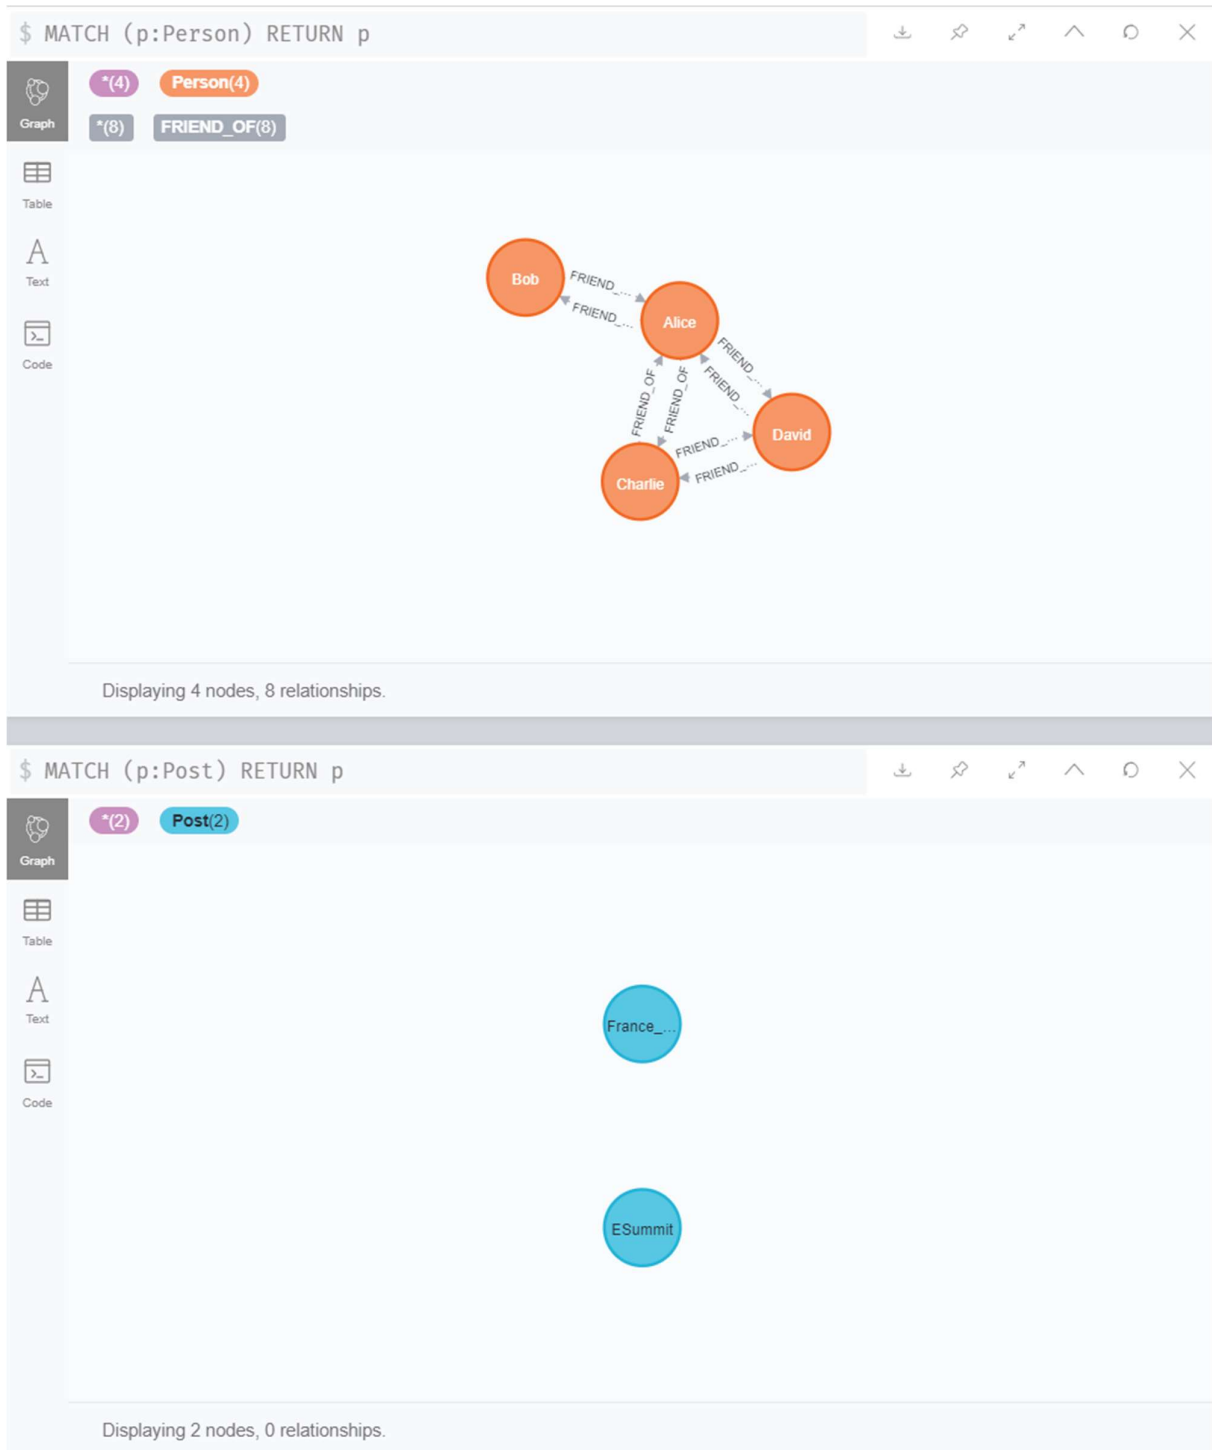 $ MATCH (p:Person) RETURN p
*(4) Person(4)
*(8) FRIEND_OF(8)
Graph
Table
Text
Code
Bob
FRIEND_...
FRIEND_...
Alice
FRIEND_...
FRIEND_...
FRIEND_OF
FRIEND_OF
David
FRIEND_...
FRIEND_...
Charlie
Displaying 4 nodes, 8 relationships.
$ MATCH (p:Post) RETURN p
*(2) Post(2)
Graph
Table
Text
Code
France_...
ESummit
Displaying 2 nodes, 0 relationships.